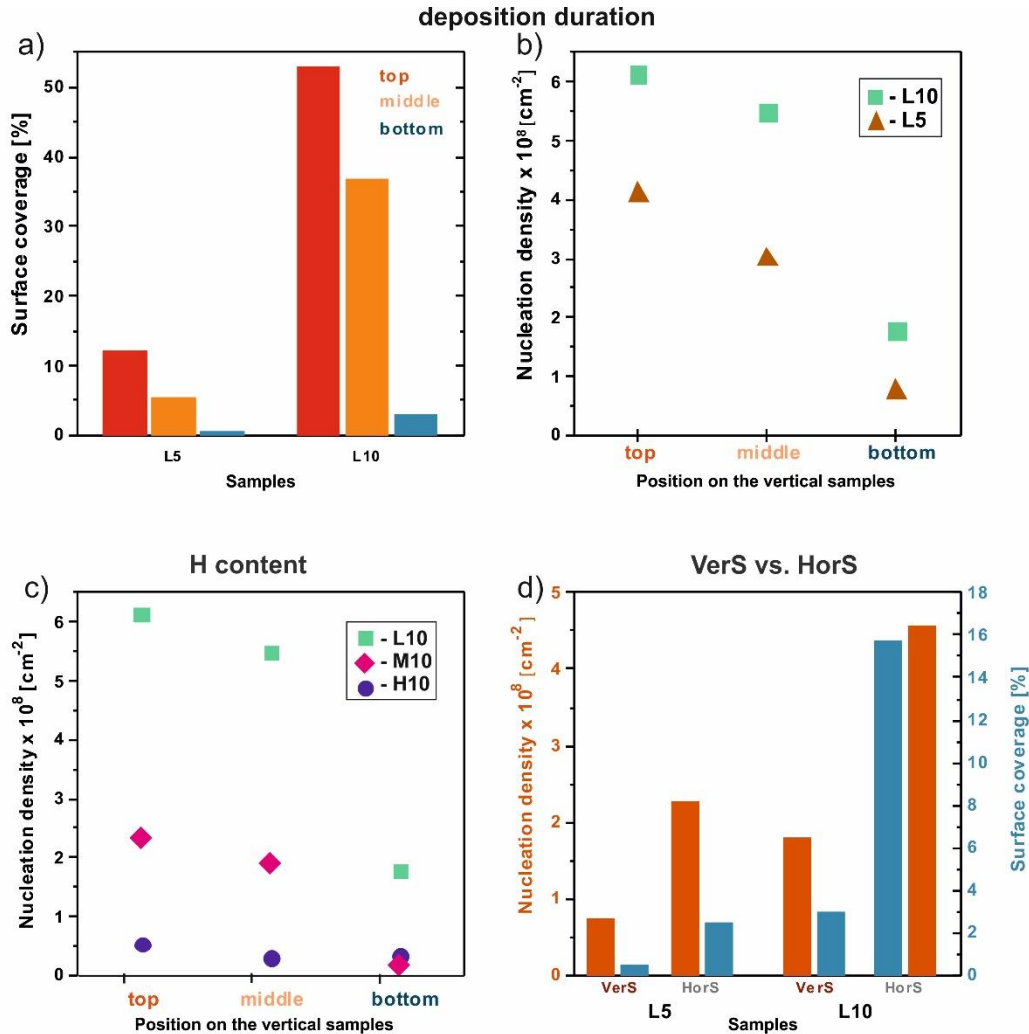 deposition duration
a)
Surface coverage [%]
50
40
30
20
10
0
top
middle
bottom
L5
L10
Samples
b)
Nucleation density x 10⁸ [cm⁻²]
6
5
4
3
2
1
0
- L10
- L5
top
middle
bottom
Position on the vertical samples
H content
c)
Nucleation density x 10⁸ [cm⁻²]
6
5
4
3
2
1
0
- L10
- M10
- H10
top
middle
bottom
Position on the vertical samples
VerS vs. HorS
d)
Nucleation density x 10⁸ [cm⁻²]
5
4
3
2
1
0
18
16
14
12
10
8
6
4
2
0
Surface coverage [%]
VerS HorS VerS HorS
L5 L10
Samples